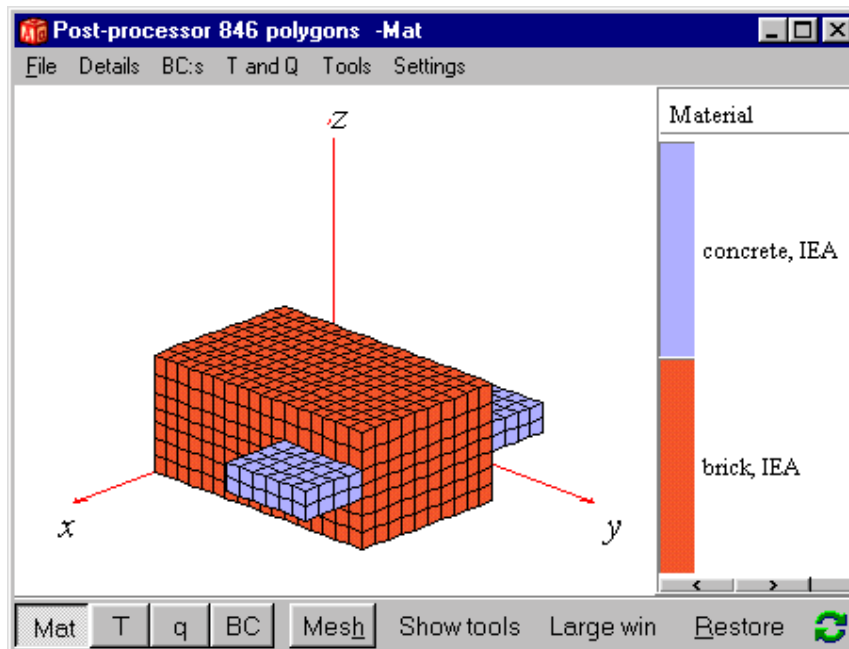 Post-processor 846 polygons -Mat
File Details BC:s T and Q Tools Settings
z
Material
concrete, IEA
brick, IEA
x
y
< >
Mat T q BC Mesh Show tools Large win Restore